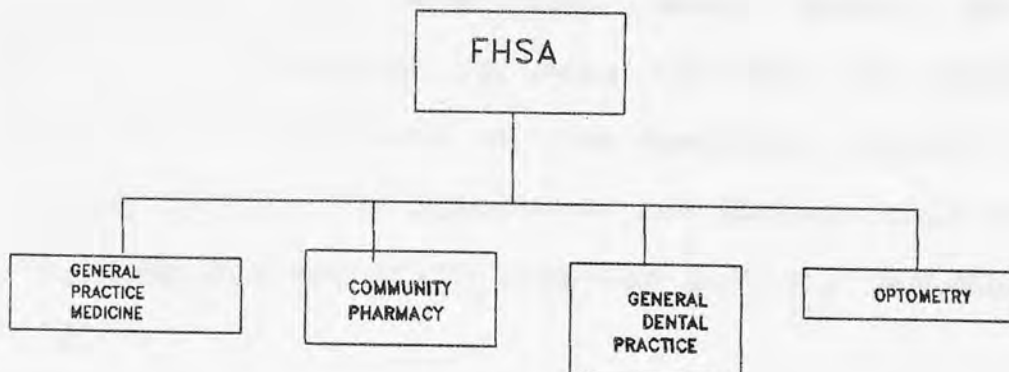 FHSA
GENERAL
PRACTICE
MEDICINE
COMMUNITY
PHARMACY
GENERAL
DENTAL
PRACTICE
OPTOMETRY